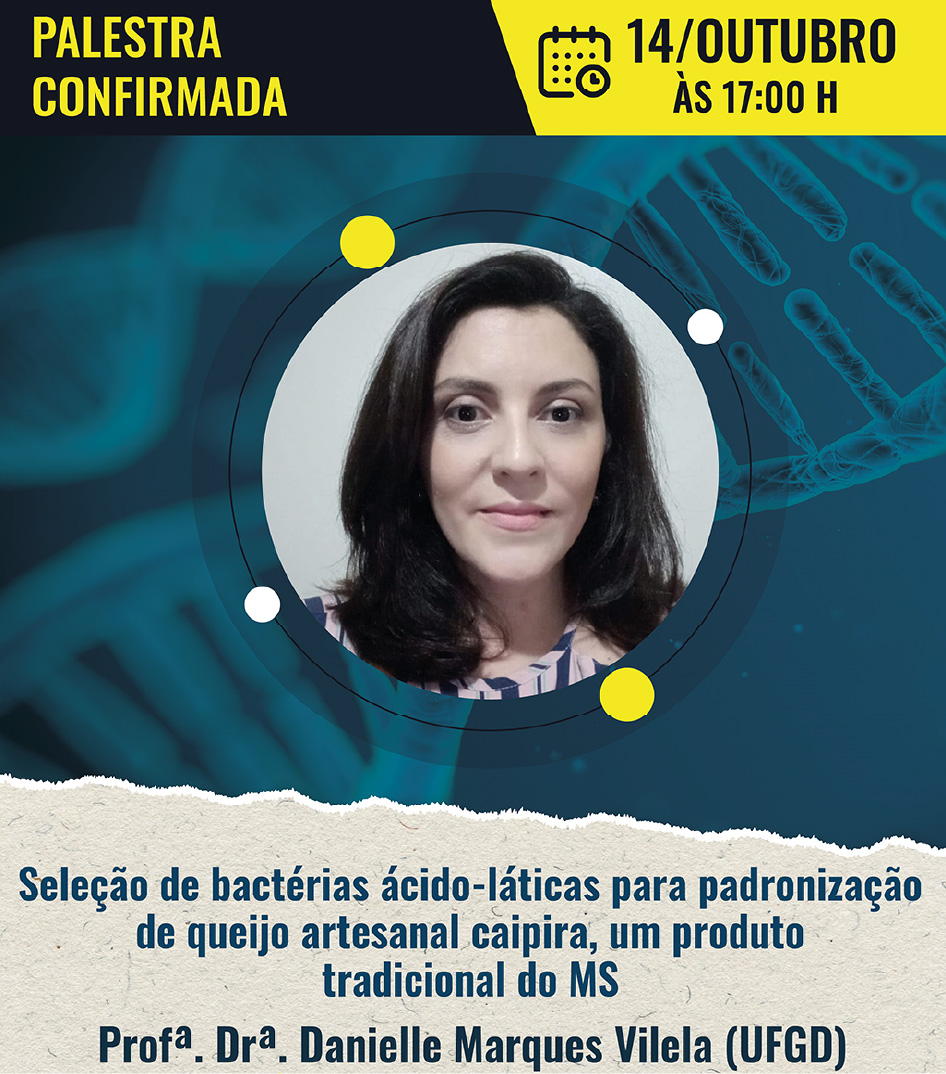 PALESTRA
CONFIRMADA
14/OUTUBRO
ÀS 17:00 H
Seleção de bactérias ácido-láticas para padronização
de queijo artesanal caipira, um produto
tradicional do MS
Profª. Drª. Danielle Marques Vilela (UFGD)